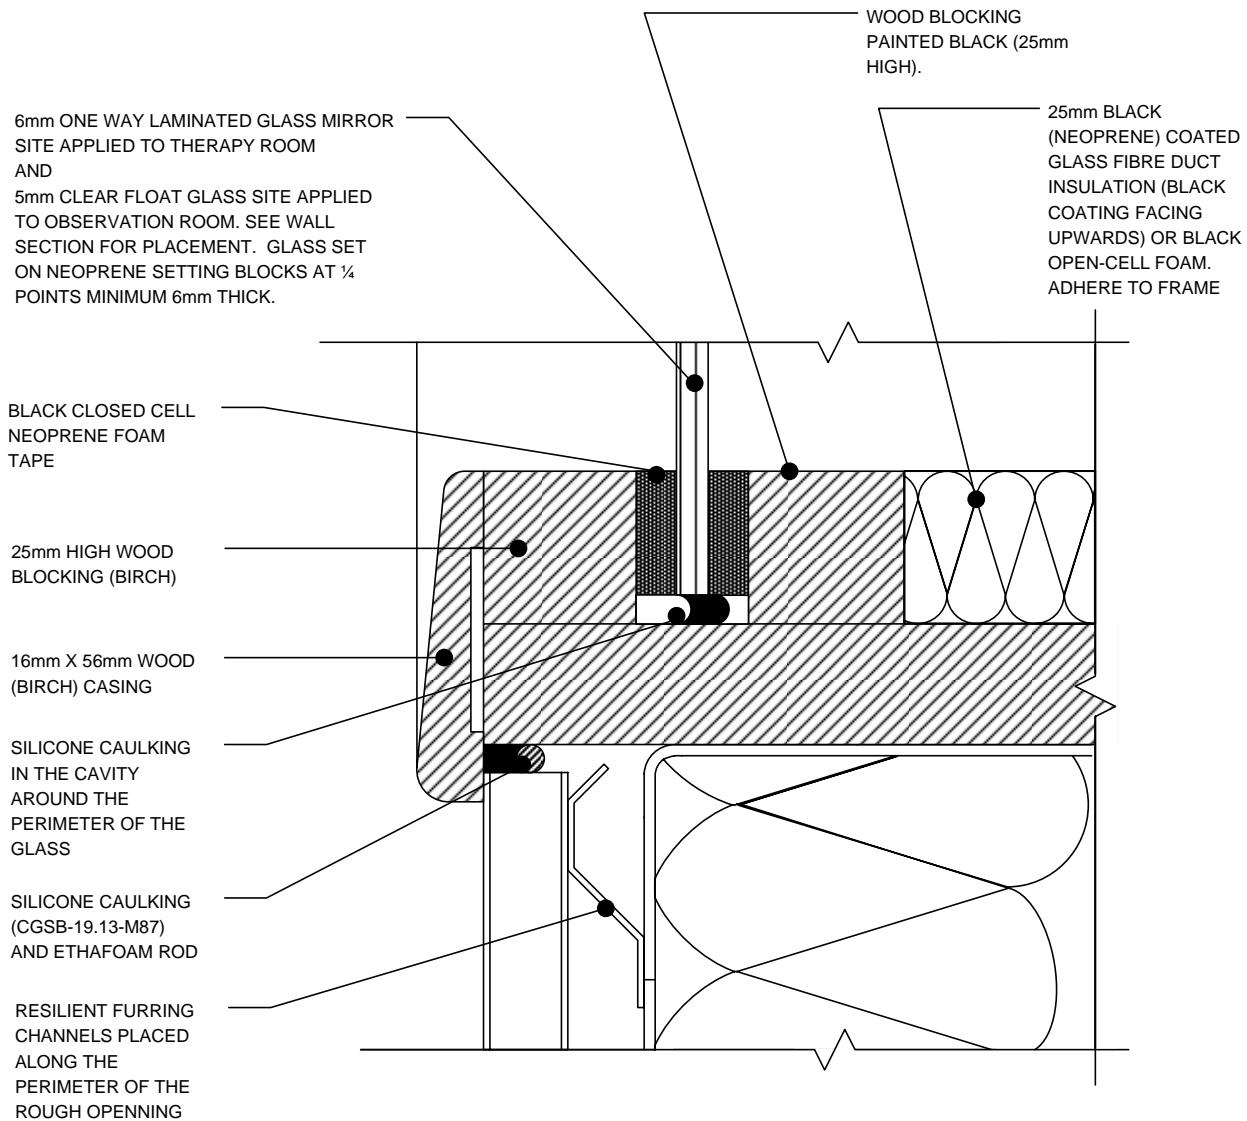 WOOD BLOCKING
PAINTED BLACK (25mm
HIGH).
6mm ONE WAY LAMINATED GLASS MIRROR
SITE APPLIED TO THERAPY ROOM
AND
5mm CLEAR FLOAT GLASS SITE APPLIED
TO OBSERVATION ROOM. SEE WALL
SECTION FOR PLACEMENT. GLASS SET
ON NEOPRENE SETTING BLOCKS AT ¼
POINTS MINIMUM 6mm THICK.
25mm BLACK
(NEOPRENE) COATED
GLASS FIBRE DUCT
INSULATION (BLACK
COATING FACING
UPWARDS) OR BLACK
OPEN-CELL FOAM.
ADHERE TO FRAME
BLACK CLOSED CELL
NEOPRENE FOAM
TAPE
25mm HIGH WOOD
BLOCKING (BIRCH)
16mm X 56mm WOOD
(BIRCH) CASING
SILICONE CAULKING
IN THE CAVITY
AROUND THE
PERIMETER OF THE
GLASS
SILICONE CAULKING
(CGSB-19.13-M87)
AND ETHAFOAM ROD
RESILIENT FURRING
CHANNELS PLACED
ALONG THE
PERIMETER OF THE
ROUGH OPENNING